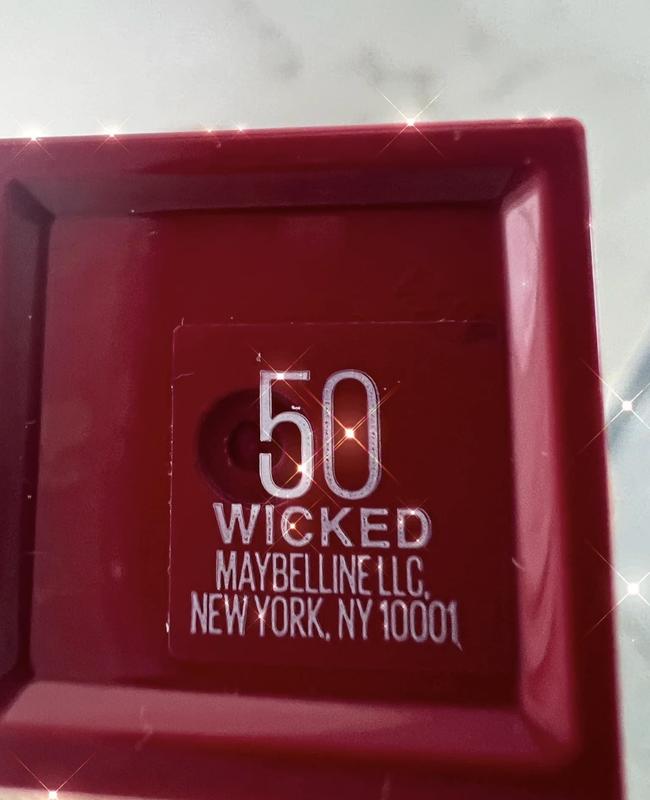 50
WICKED
MAYBELLINE LLC,
NEW YORK, NY 10001